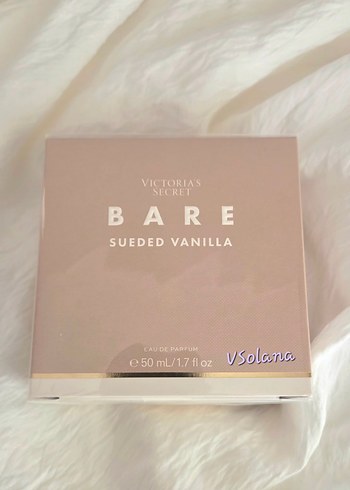 VICTORIA'S
SECRET
BARE
SUEDED VANILLA
EAU DE PARFUM
℮ 50 mL/1.7 fl oz
VSolana